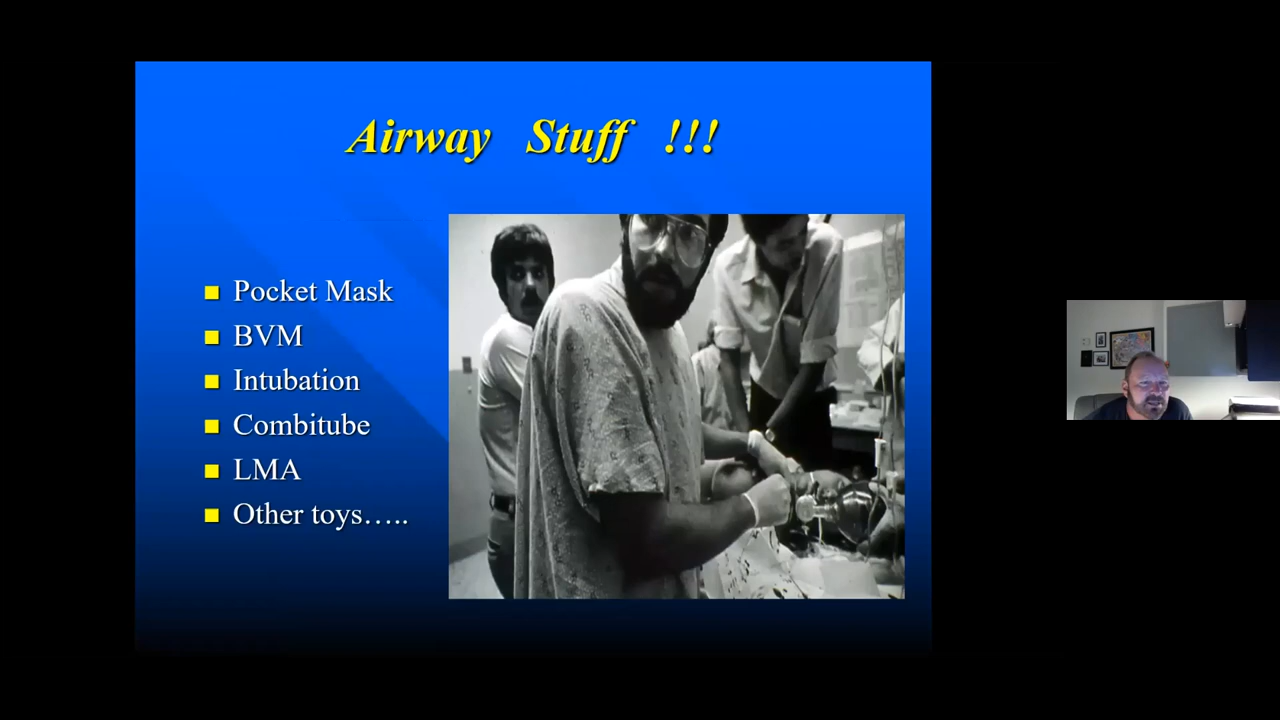 Airway Stuff !!!
Pocket Mask
BVM
Intubation
Combitube
LMA
Other toys…..